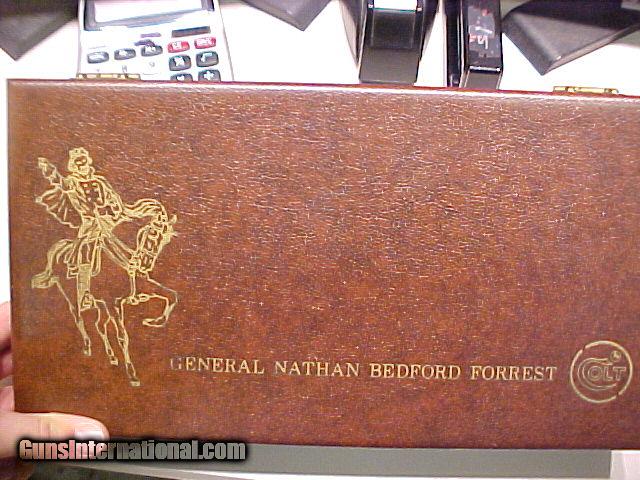 GENERAL NATHAN BEDFORD FORREST
COLT
GunsInternational.com